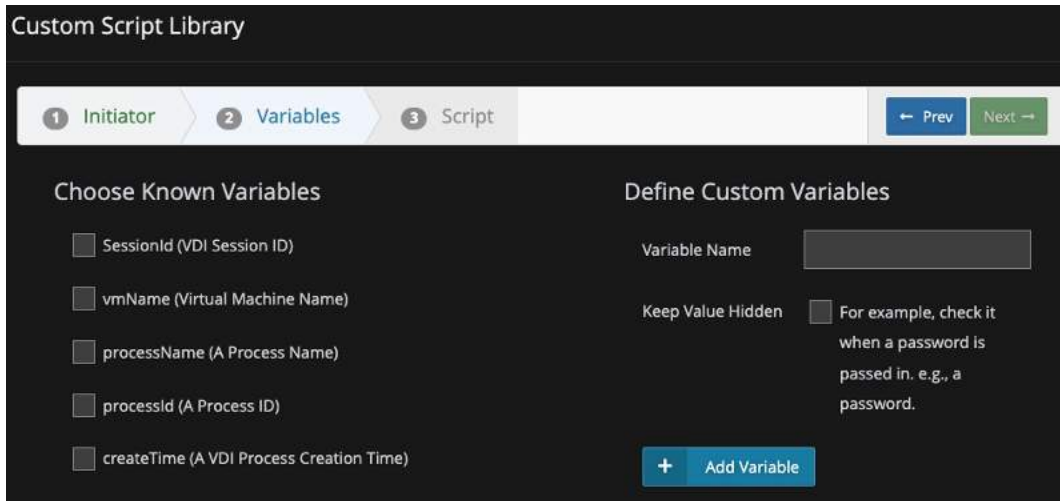 Custom Script Library
1 Initiator
2 Variables
3 Script
← Prev
Next →
Choose Known Variables
SessionId (VDI Session ID)
vmName (Virtual Machine Name)
processName (A Process Name)
processId (A Process ID)
createTime (A VDI Process Creation Time)
Define Custom Variables
Variable Name
Keep Value Hidden
For example, check it
when a password is
passed in. e.g., a
password.
+ Add Variable